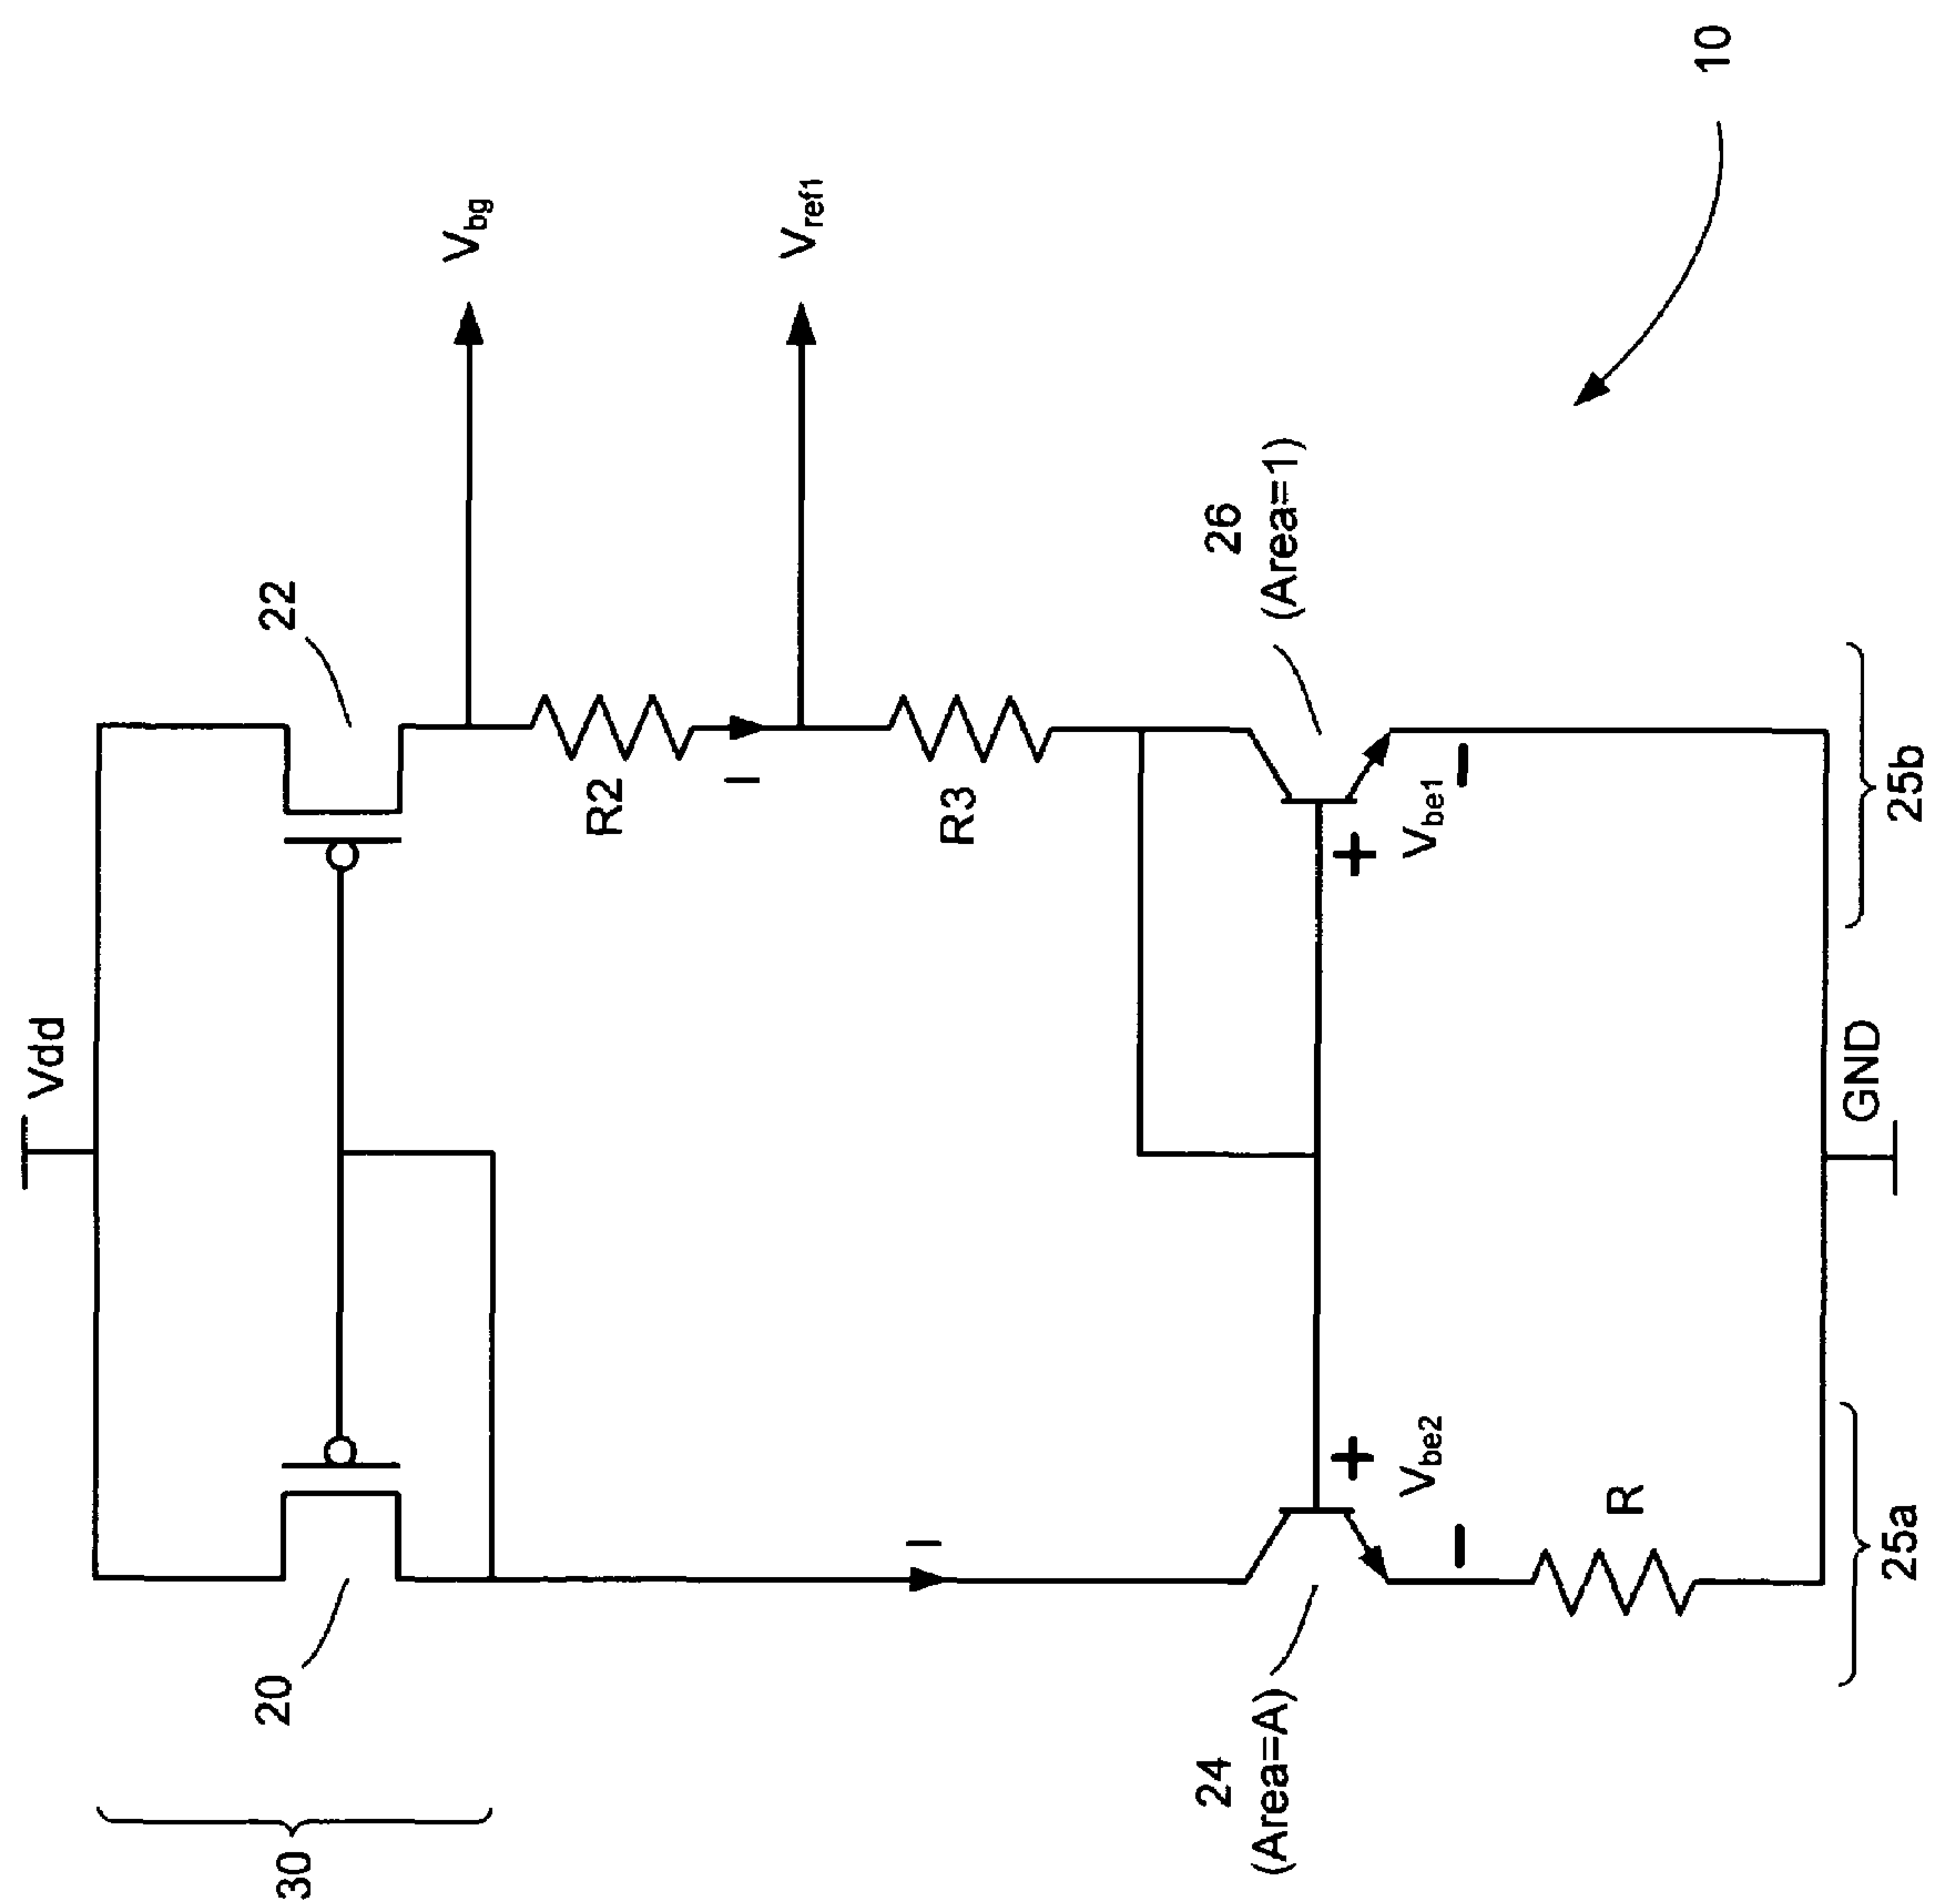 Vdd
30
20
22
V_bg
R2
I
V_ref1
I
R3
24
(Area=A)
26
(Area=1)
+
V_be2
−
+
V_be1
−
R
GND
25a
25b
10